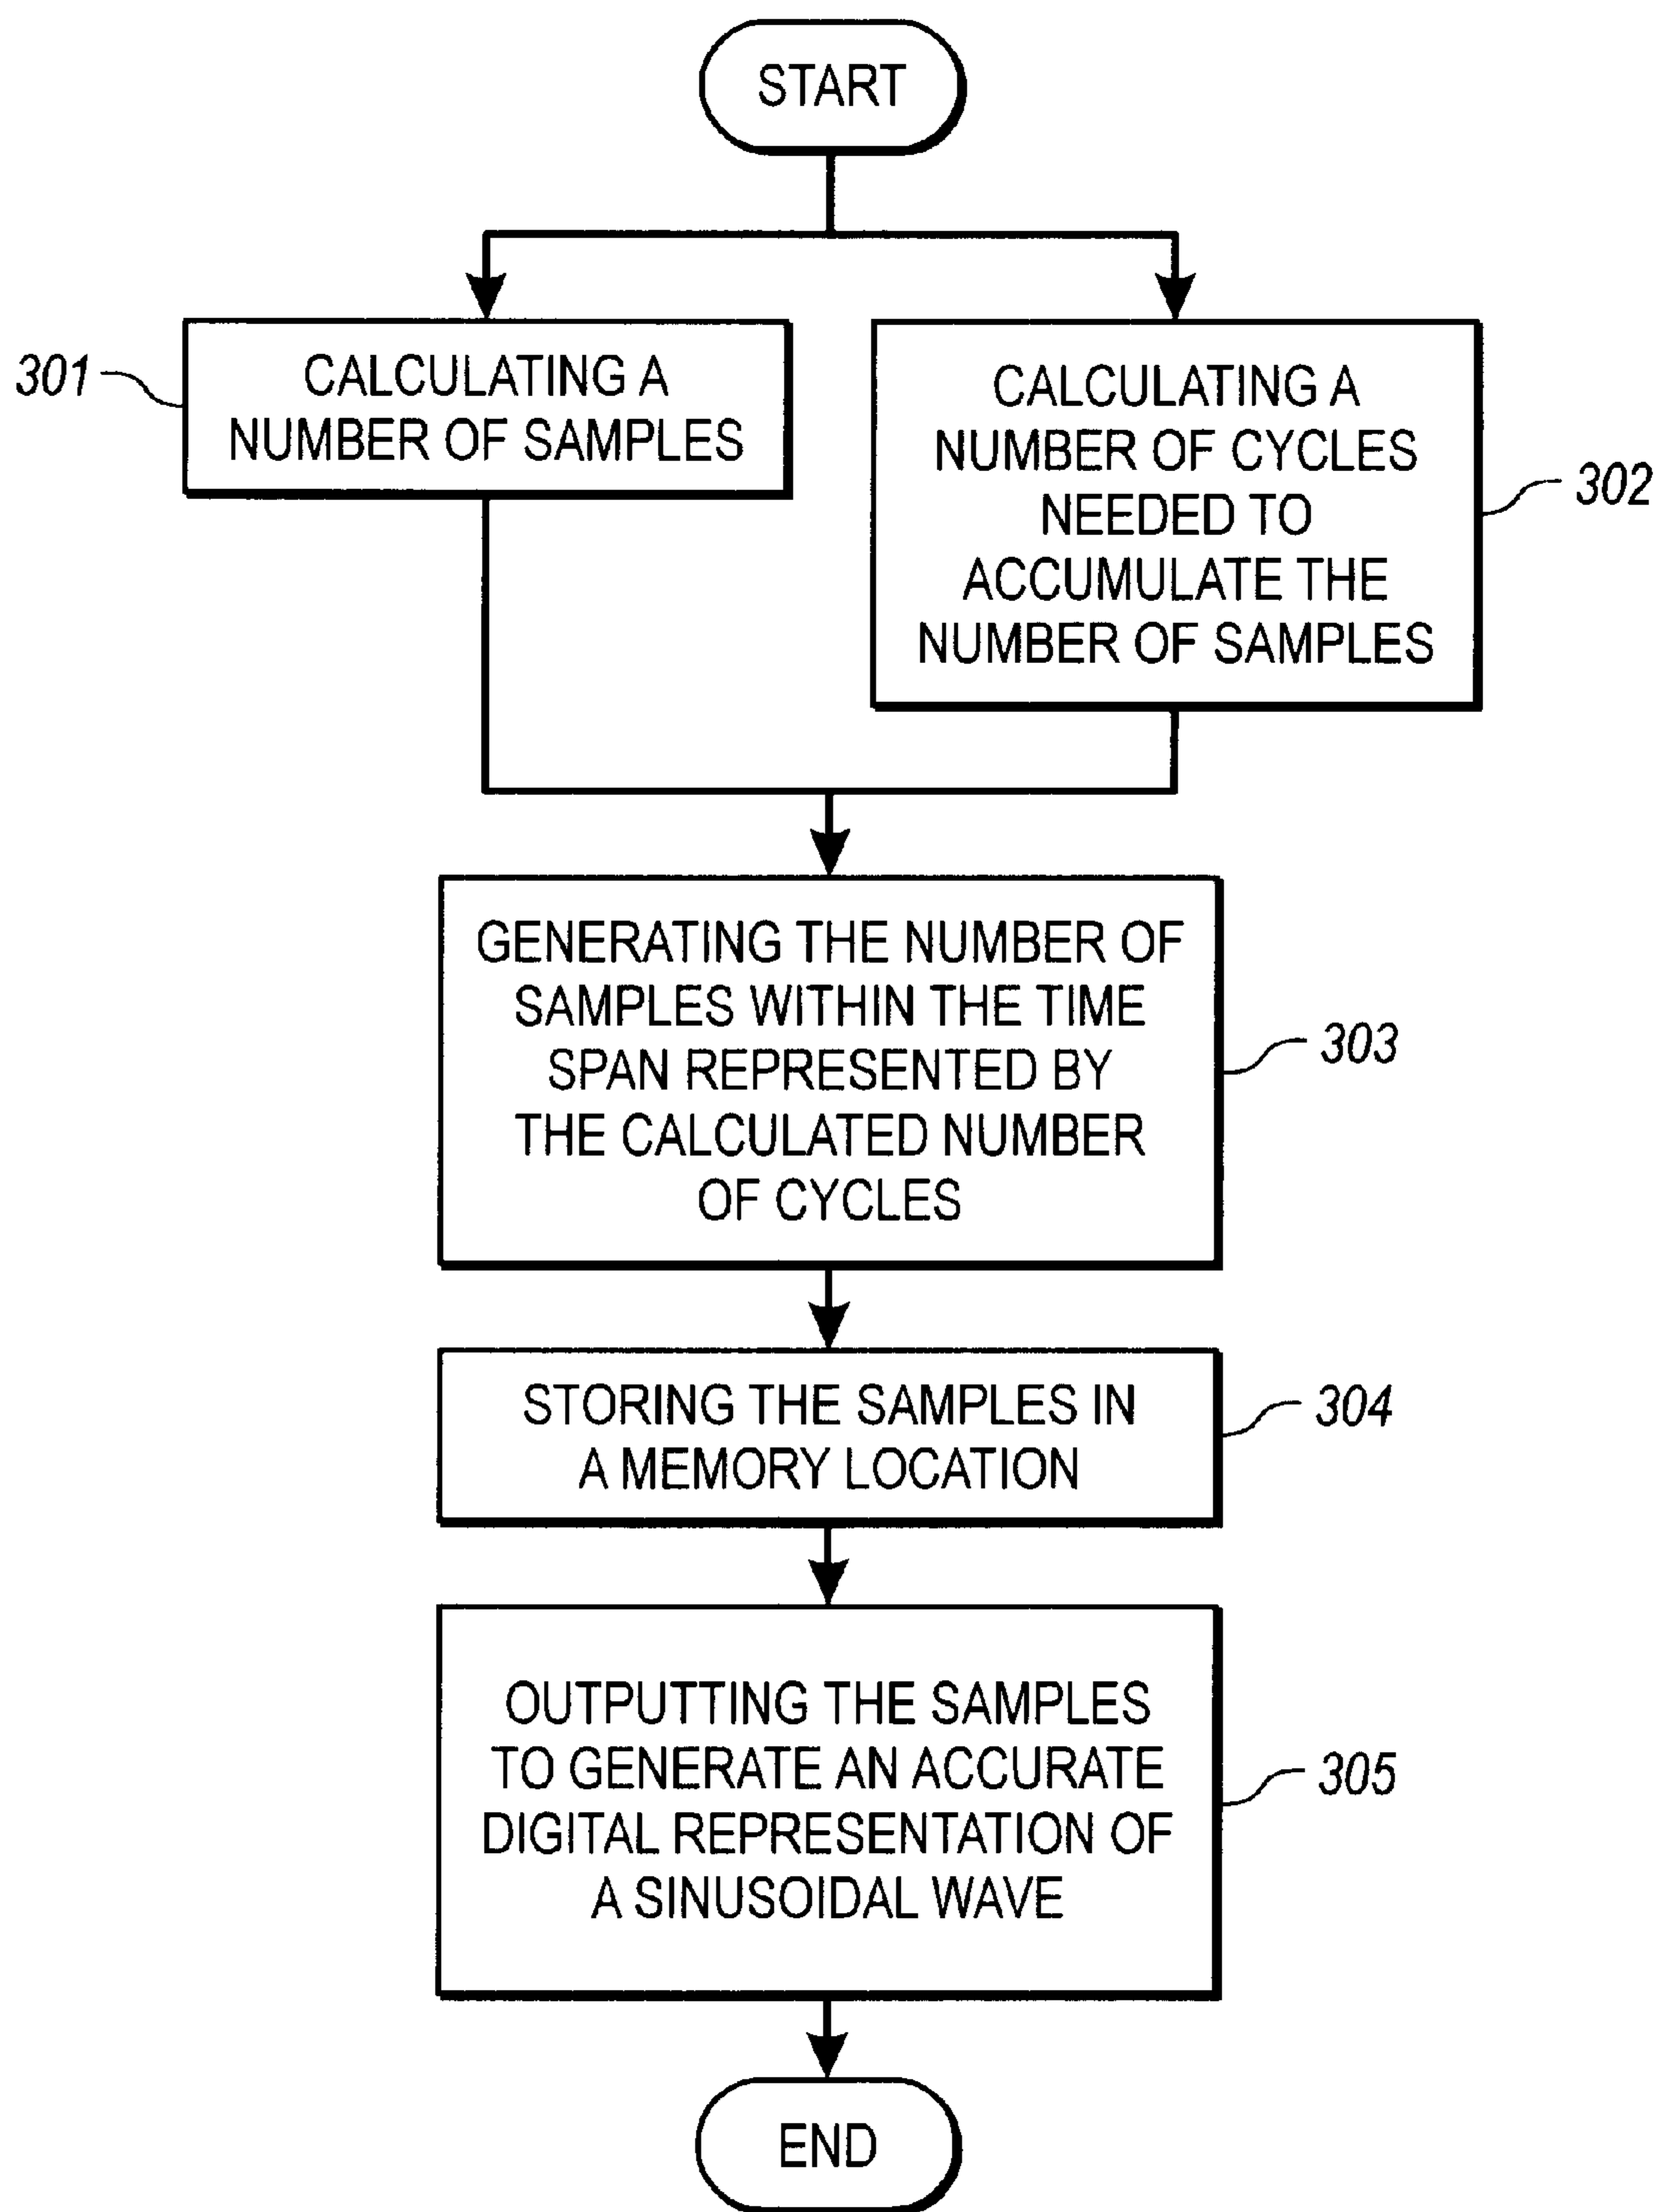 START
301
CALCULATING A
NUMBER OF SAMPLES
CALCULATING A
NUMBER OF CYCLES
NEEDED TO
ACCUMULATE THE
NUMBER OF SAMPLES
302
GENERATING THE NUMBER OF
SAMPLES WITHIN THE TIME
SPAN REPRESENTED BY
THE CALCULATED NUMBER
OF CYCLES
303
STORING THE SAMPLES IN
A MEMORY LOCATION
304
OUTPUTTING THE SAMPLES
TO GENERATE AN ACCURATE
DIGITAL REPRESENTATION OF
A SINUSOIDAL WAVE
305
END